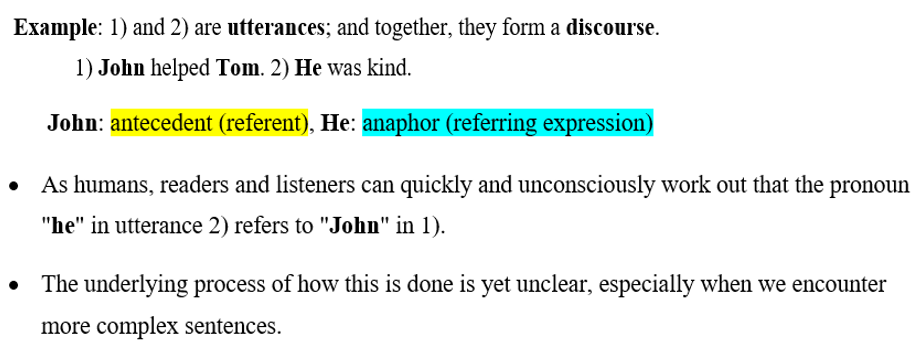 Example: 1) and 2) are utterances; and together, they form a discourse.
1) John helped Tom. 2) He was kind.
John: antecedent (referent), He: anaphor (referring expression)
• As humans, readers and listeners can quickly and unconsciously work out that the pronoun
"he" in utterance 2) refers to "John" in 1).
• The underlying process of how this is done is yet unclear, especially when we encounter
more complex sentences.